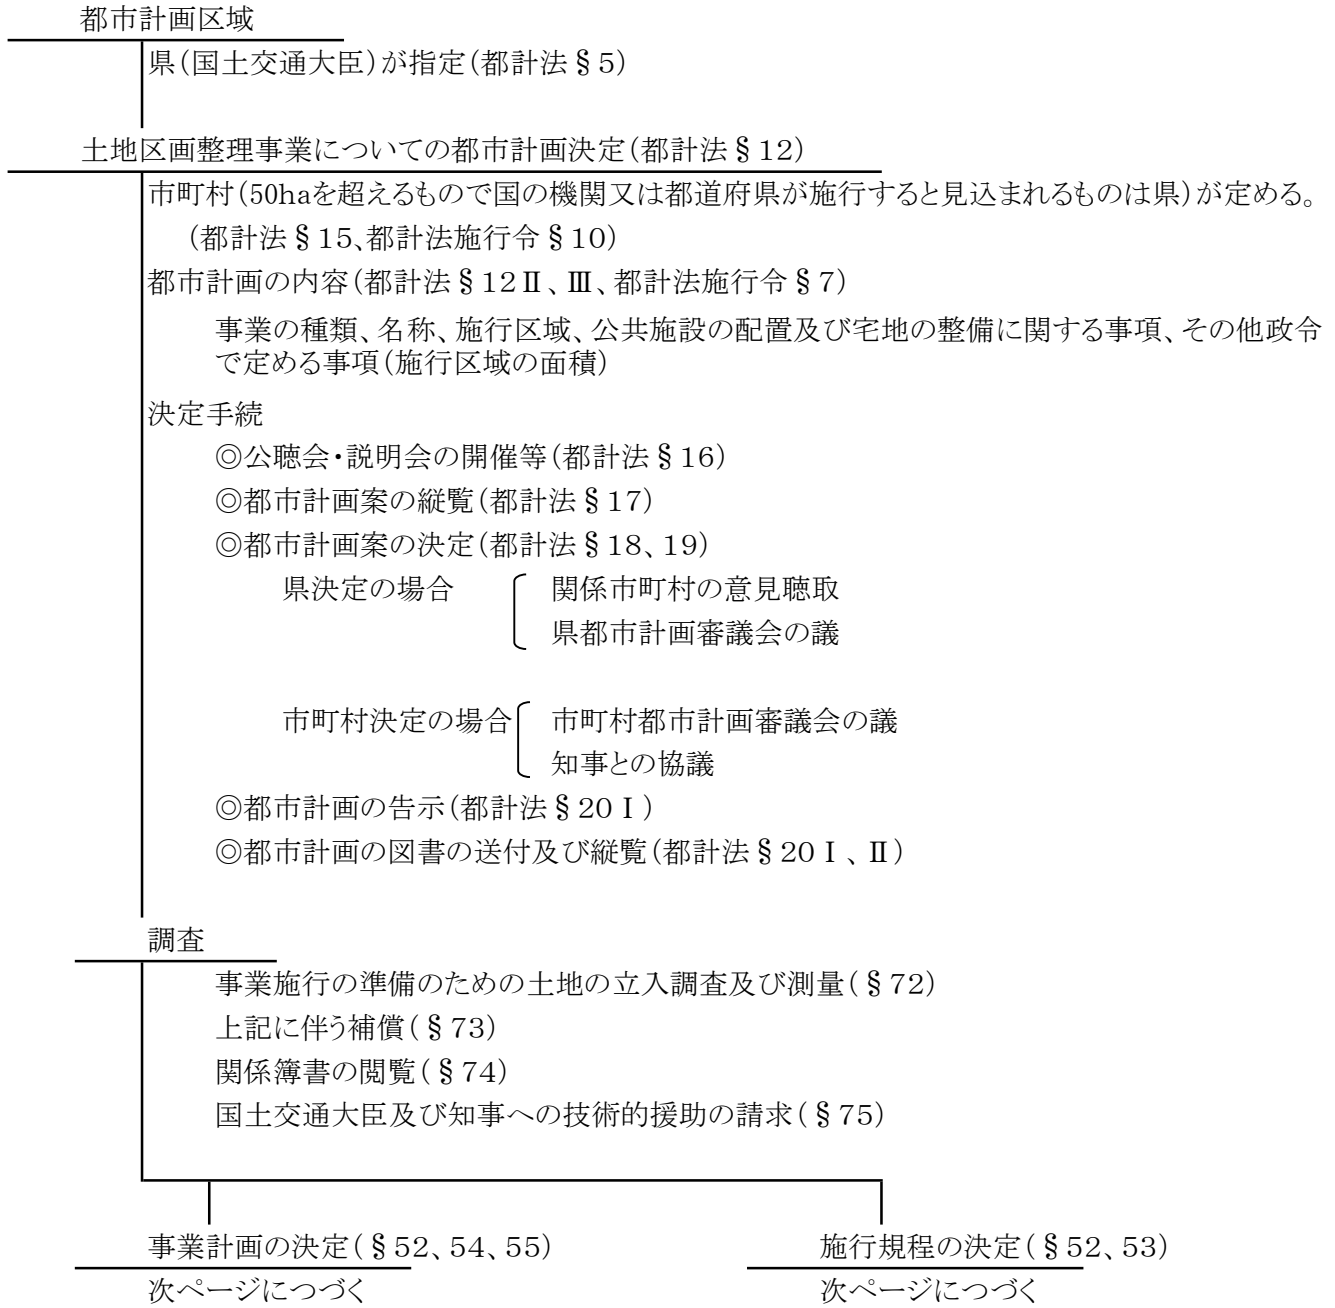 都市計画区域
県（国土交通大臣）が指定（都計法§5）
土地区画整理事業についての都市計画決定（都計法§12）
市町村（50haを超えるもので国の機関又は都道府県が施行すると見込まれるものは県）が定める。
（都計法§15、都計法施行令§10）
都市計画の内容（都計法§12Ⅱ、Ⅲ、都計法施行令§7）
事業の種類、名称、施行区域、公共施設の配置及び宅地の整備に関する事項、その他政令
で定める事項（施行区域の面積）
決定手続
◎公聴会・説明会の開催等（都計法§16）
◎都市計画案の縦覧（都計法§17）
◎都市計画案の決定（都計法§18、19）
県決定の場合 関係市町村の意見聴取
県都市計画審議会の議
市町村決定の場合 市町村都市計画審議会の議
知事との協議
◎都市計画の告示（都計法§20Ⅰ）
◎都市計画の図書の送付及び縦覧（都計法§20Ⅰ、Ⅱ）
調査
事業施行の準備のための土地の立入調査及び測量（§72）
上記に伴う補償（§73）
関係簿書の閲覧（§74）
国土交通大臣及び知事への技術的援助の請求（§75）
事業計画の決定（§52、54、55） 施行規程の決定（§52、53）
次ページにつづく 次ページにつづく